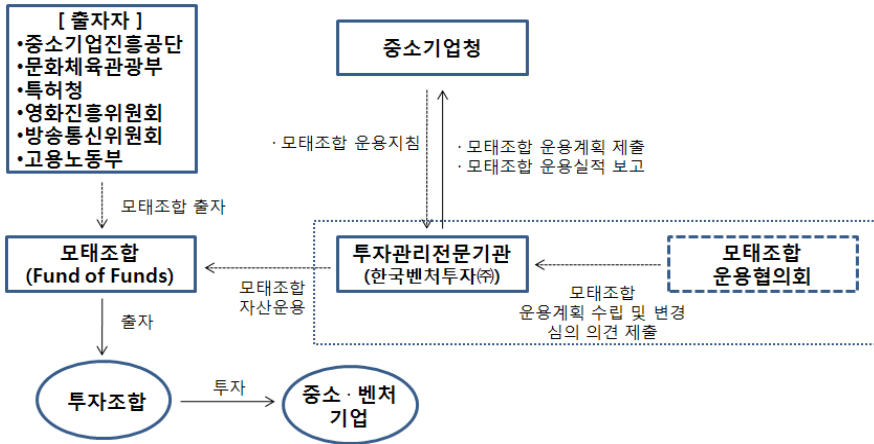 [ 출자자 ]
•중소기업진흥공단
•문화체육관광부
•특허청
•영화진흥위원회
•방송통신위원회
•고용노동부
중소기업청
· 모태조합 운용지침
· 모태조합 운용계획 제출
· 모태조합 운용실적 보고
모태조합 출자
모태조합
(Fund of Funds)
모태조합
자산운용
투자관리전문기관
(한국벤처투자㈜)
모태조합
운용계획 수립 및 변경
심의 의견 제출
모태조합
운용협의회
출자
투자조합
투자
중소 · 벤처
기업